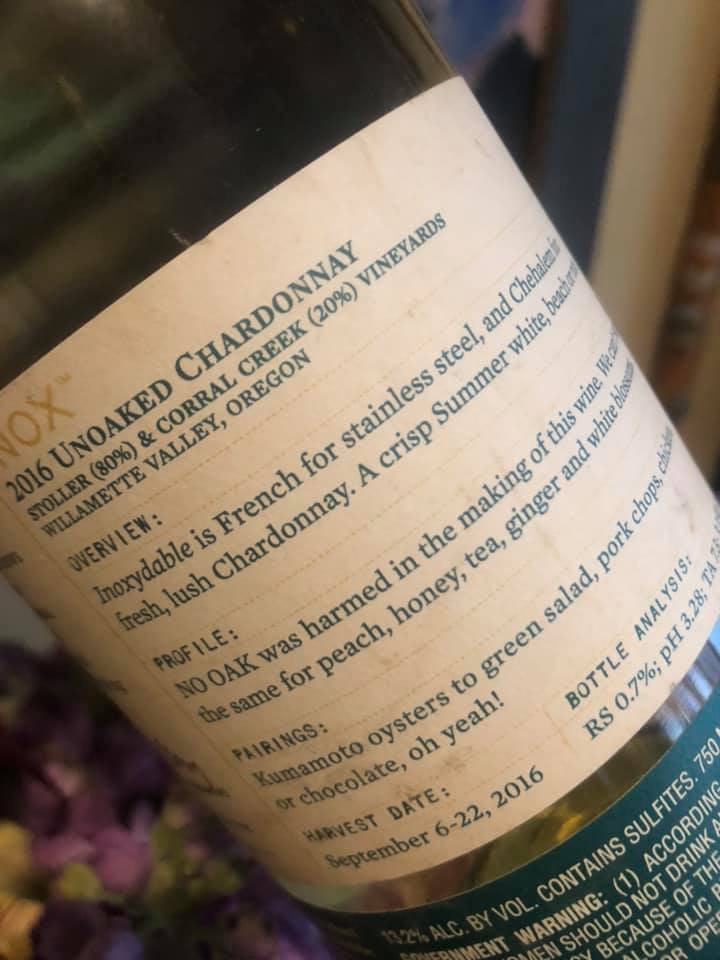 NOX™
2016 UNOAKED CHARDONNAY
STOLLER (80%) & CORRAL CREEK (20%) VINEYARDS
WILLAMETTE VALLEY, OREGON
OVERVIEW:
Inoxydable is French for stainless steel, and Chehalem
fresh, lush Chardonnay. A crisp Summer white, beach
PROFILE:
NO OAK was harmed in the making of this wine. We
the same for peach, honey, tea, ginger and white
PAIRINGS:
Kumamoto oysters to green salad, pork chops,
or chocolate, oh yeah!
HARVEST DATE:
September 6-22, 2016
BOTTLE ANALYSIS:
RS 0.7%; pH 3.28; TA
13.2% ALC. BY VOL. CONTAINS SULFITES. 750
GOVERNMENT WARNING: (1) ACCORDING
SHOULD NOT DRINK
BECAUSE OF THE
ALCOHOLIC